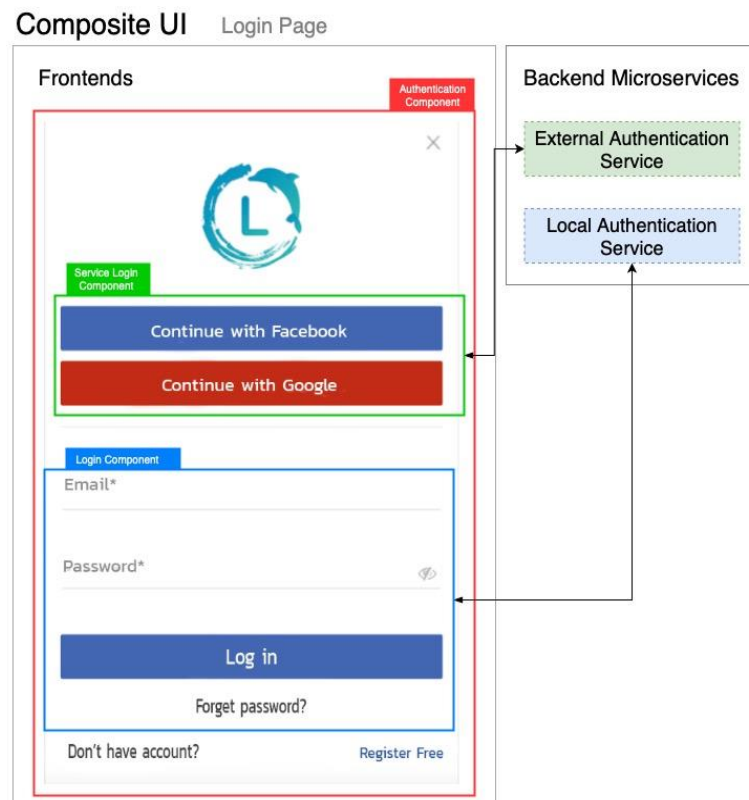 Composite UI Login Page
Frontends
Authentication
Component
Backend Microservices
External Authentication
Service
Local Authentication
Service
L
Service Login
Component
Continue with Facebook
Continue with Google
Login Component
Email*
Password*
Log in
Forget password?
Don't have account? Register Free